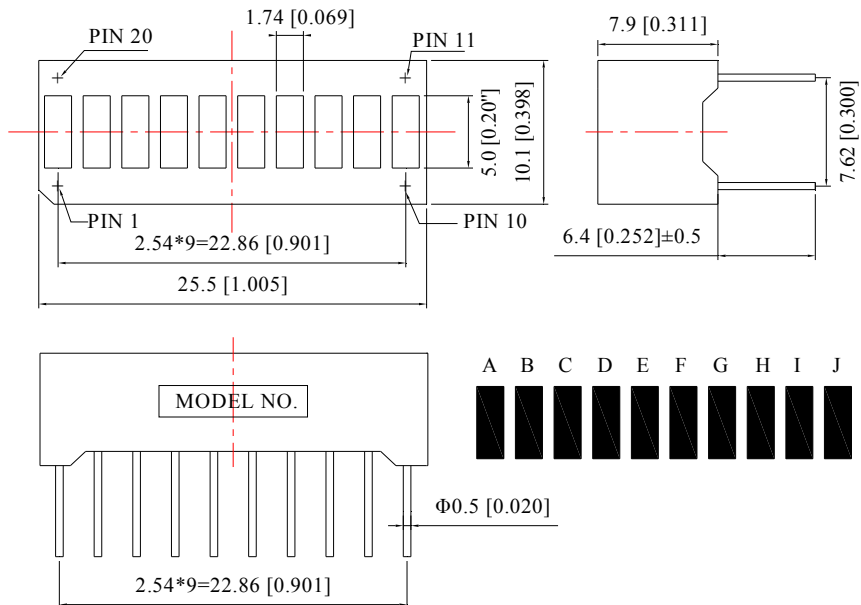 1.74 [0.069]
7.9 [0.311]
PIN 20
PIN 11
5.0 [0.20"]
10.1 [0.398]
7.62 [0.300]
PIN 1
PIN 10
2.54*9=22.86 [0.901]
6.4 [0.252]±0.5
25.5 [1.005]
A B C D E F G H I J
MODEL NO.
Φ0.5 [0.020]
2.54*9=22.86 [0.901]